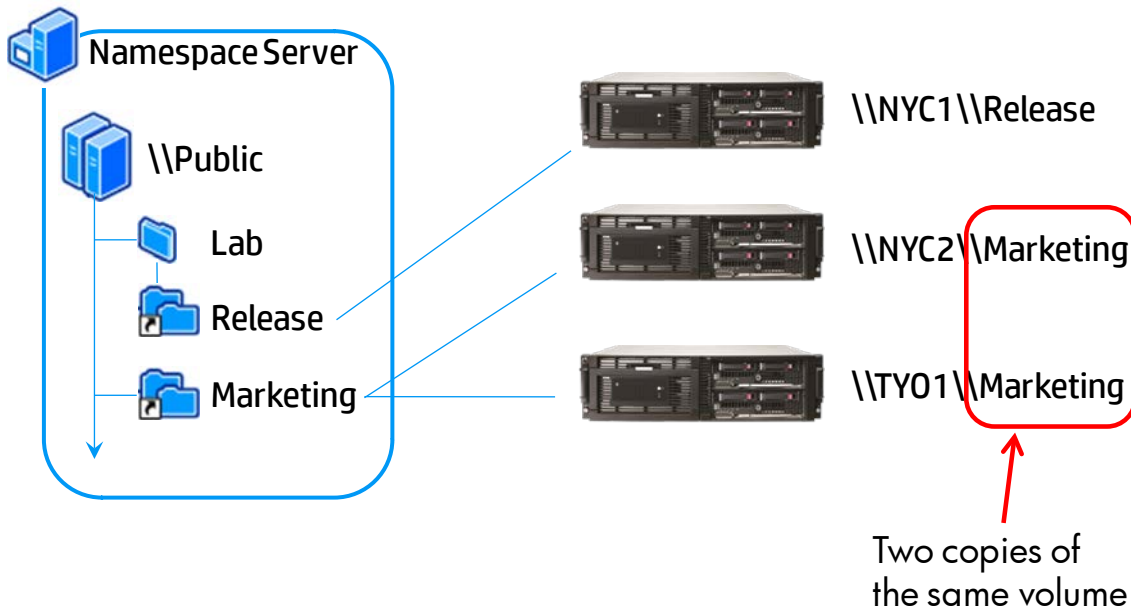 Namespace Server
\\Public
Lab
Release
Marketing
\\NYC1\\Release
\\NYC2\\Marketing
\\TYO1\\Marketing
Two copies of
the same volume